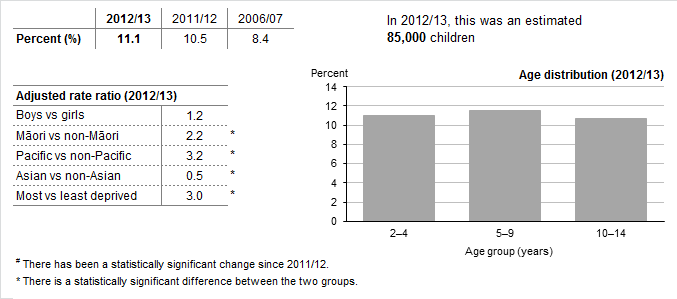 2012/13 2011/12 2006/07
Percent (%) 11.1 10.5 8.4
In 2012/13, this was an estimated
85,000 children
Adjusted rate ratio (2012/13)
Boys vs girls 1.2
Māori vs non-Māori 2.2 *
Pacific vs non-Pacific 3.2 *
Asian vs non-Asian 0.5 *
Most vs least deprived 3.0 *
Percent
Age distribution (2012/13)
14
12
10
8
6
4
2
0
2–4 5–9 10–14
Age group (years)
# There has been a statistically significant change since 2011/12.
* There is a statistically significant difference between the two groups.